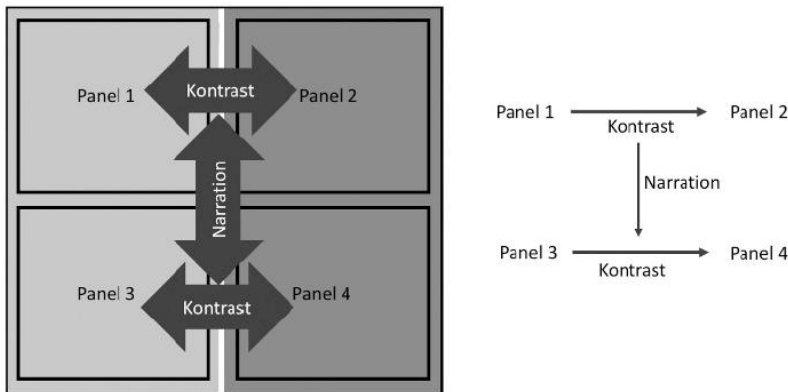 Panel 1
Kontrast
Panel 2
Narration
Panel 3
Kontrast
Panel 4
Panel 1
Kontrast
Panel 2
Narration
Panel 3
Kontrast
Panel 4